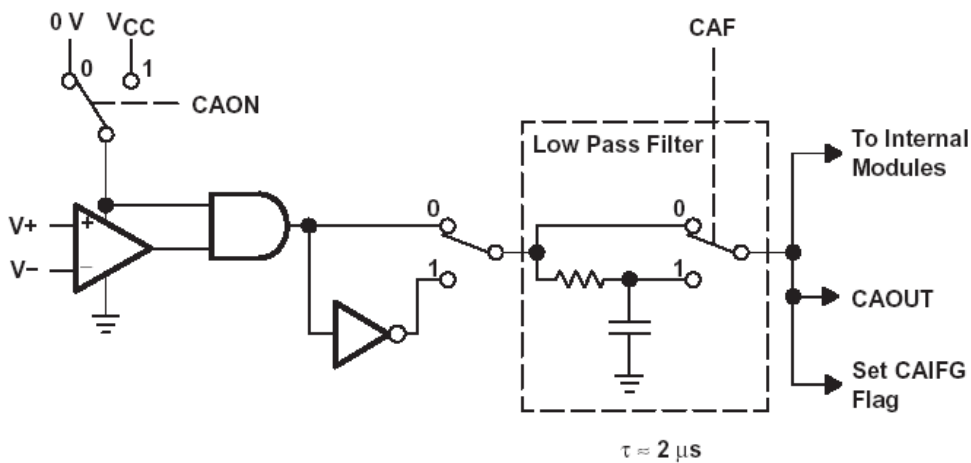 0 V VCC
0 1
CAON
CAF
Low Pass Filter
To Internal
Modules
V+
+
V−
−
0
1
0
1
CAOUT
Set CAIFG
Flag
τ ≈ 2 μs